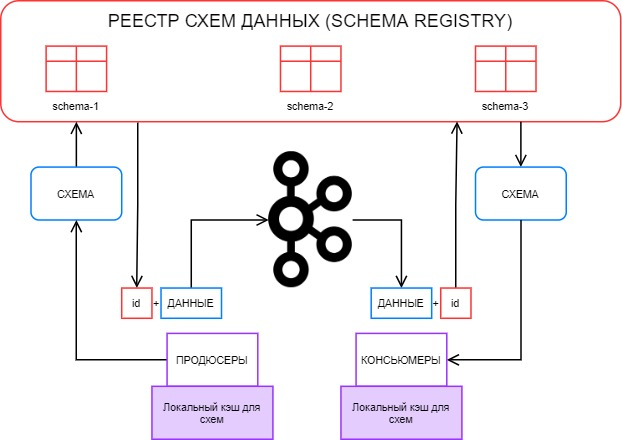 РЕЕСТР СХЕМ ДАННЫХ (SCHEMA REGISTRY)
schema-1
schema-2
schema-3
СХЕМА
СХЕМА
id + ДАННЫЕ
ДАННЫЕ + id
ПРОДЮСЕРЫ
КОНСЬЮМЕРЫ
Локальный кэш для
схем
Локальный кэш для
схем